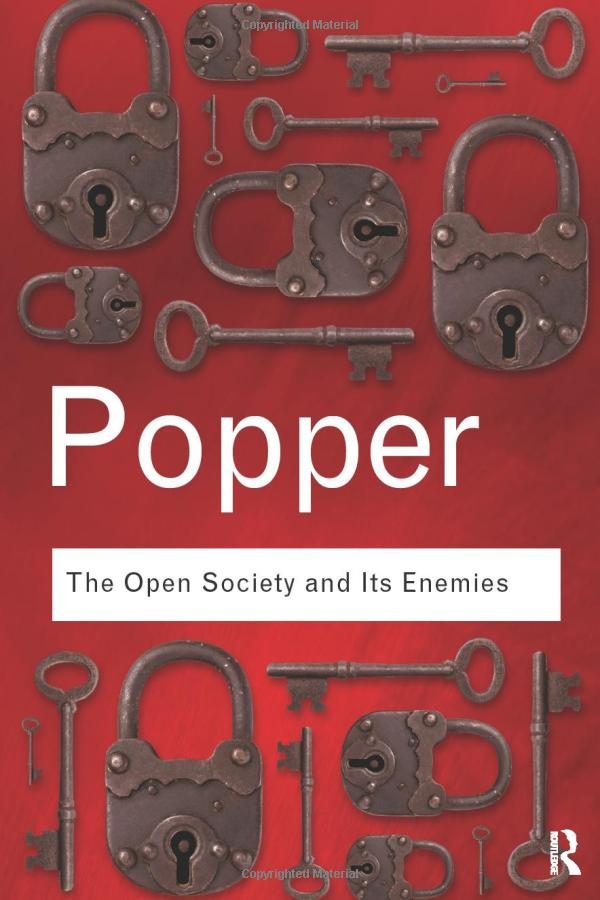 Copyrighted Material
Popper
The Open Society and Its Enemies
ROUTLEDGE
Copyrighted Material